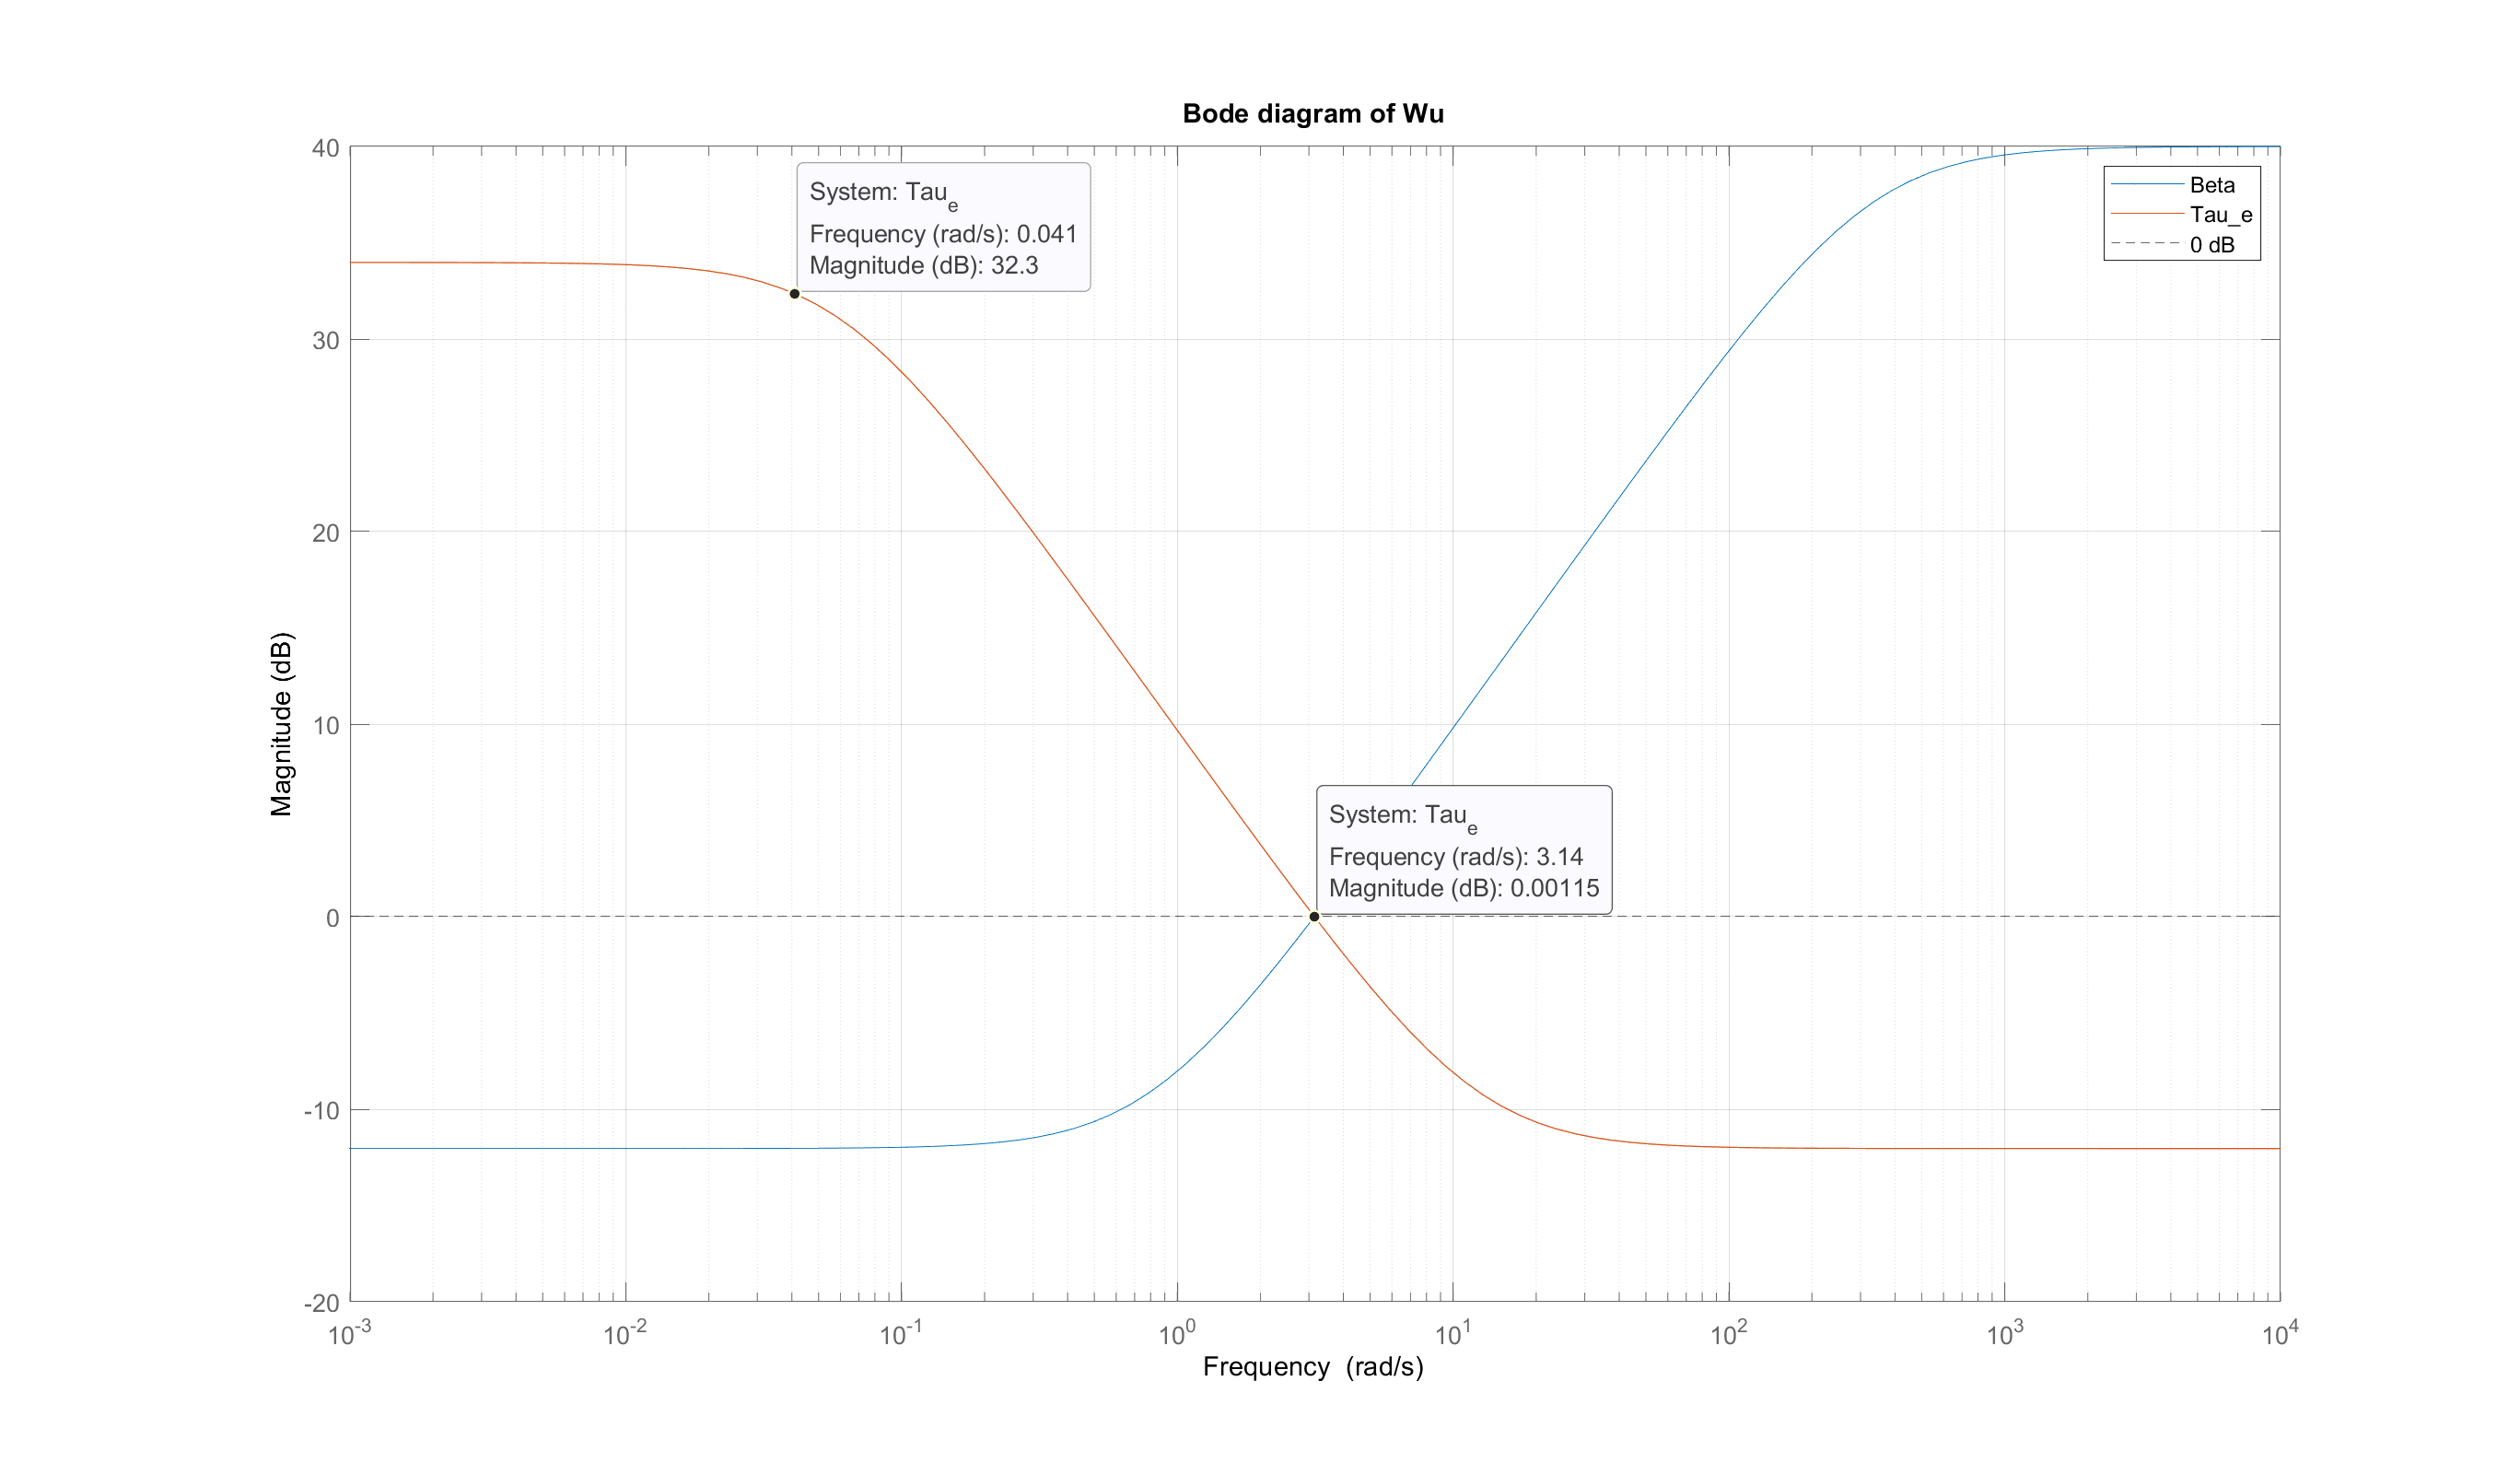 Bode diagram of Wu
40
30
20
10
0
-10
-20
Magnitude (dB)
System: Tau_e
Frequency (rad/s): 0.041
Magnitude (dB): 32.3
Beta
Tau_e
0 dB
System: Tau_e
Frequency (rad/s): 3.14
Magnitude (dB): 0.00115
10^-3
10^-2
10^-1
10^0
10^1
10^2
10^3
10^4
Frequency (rad/s)